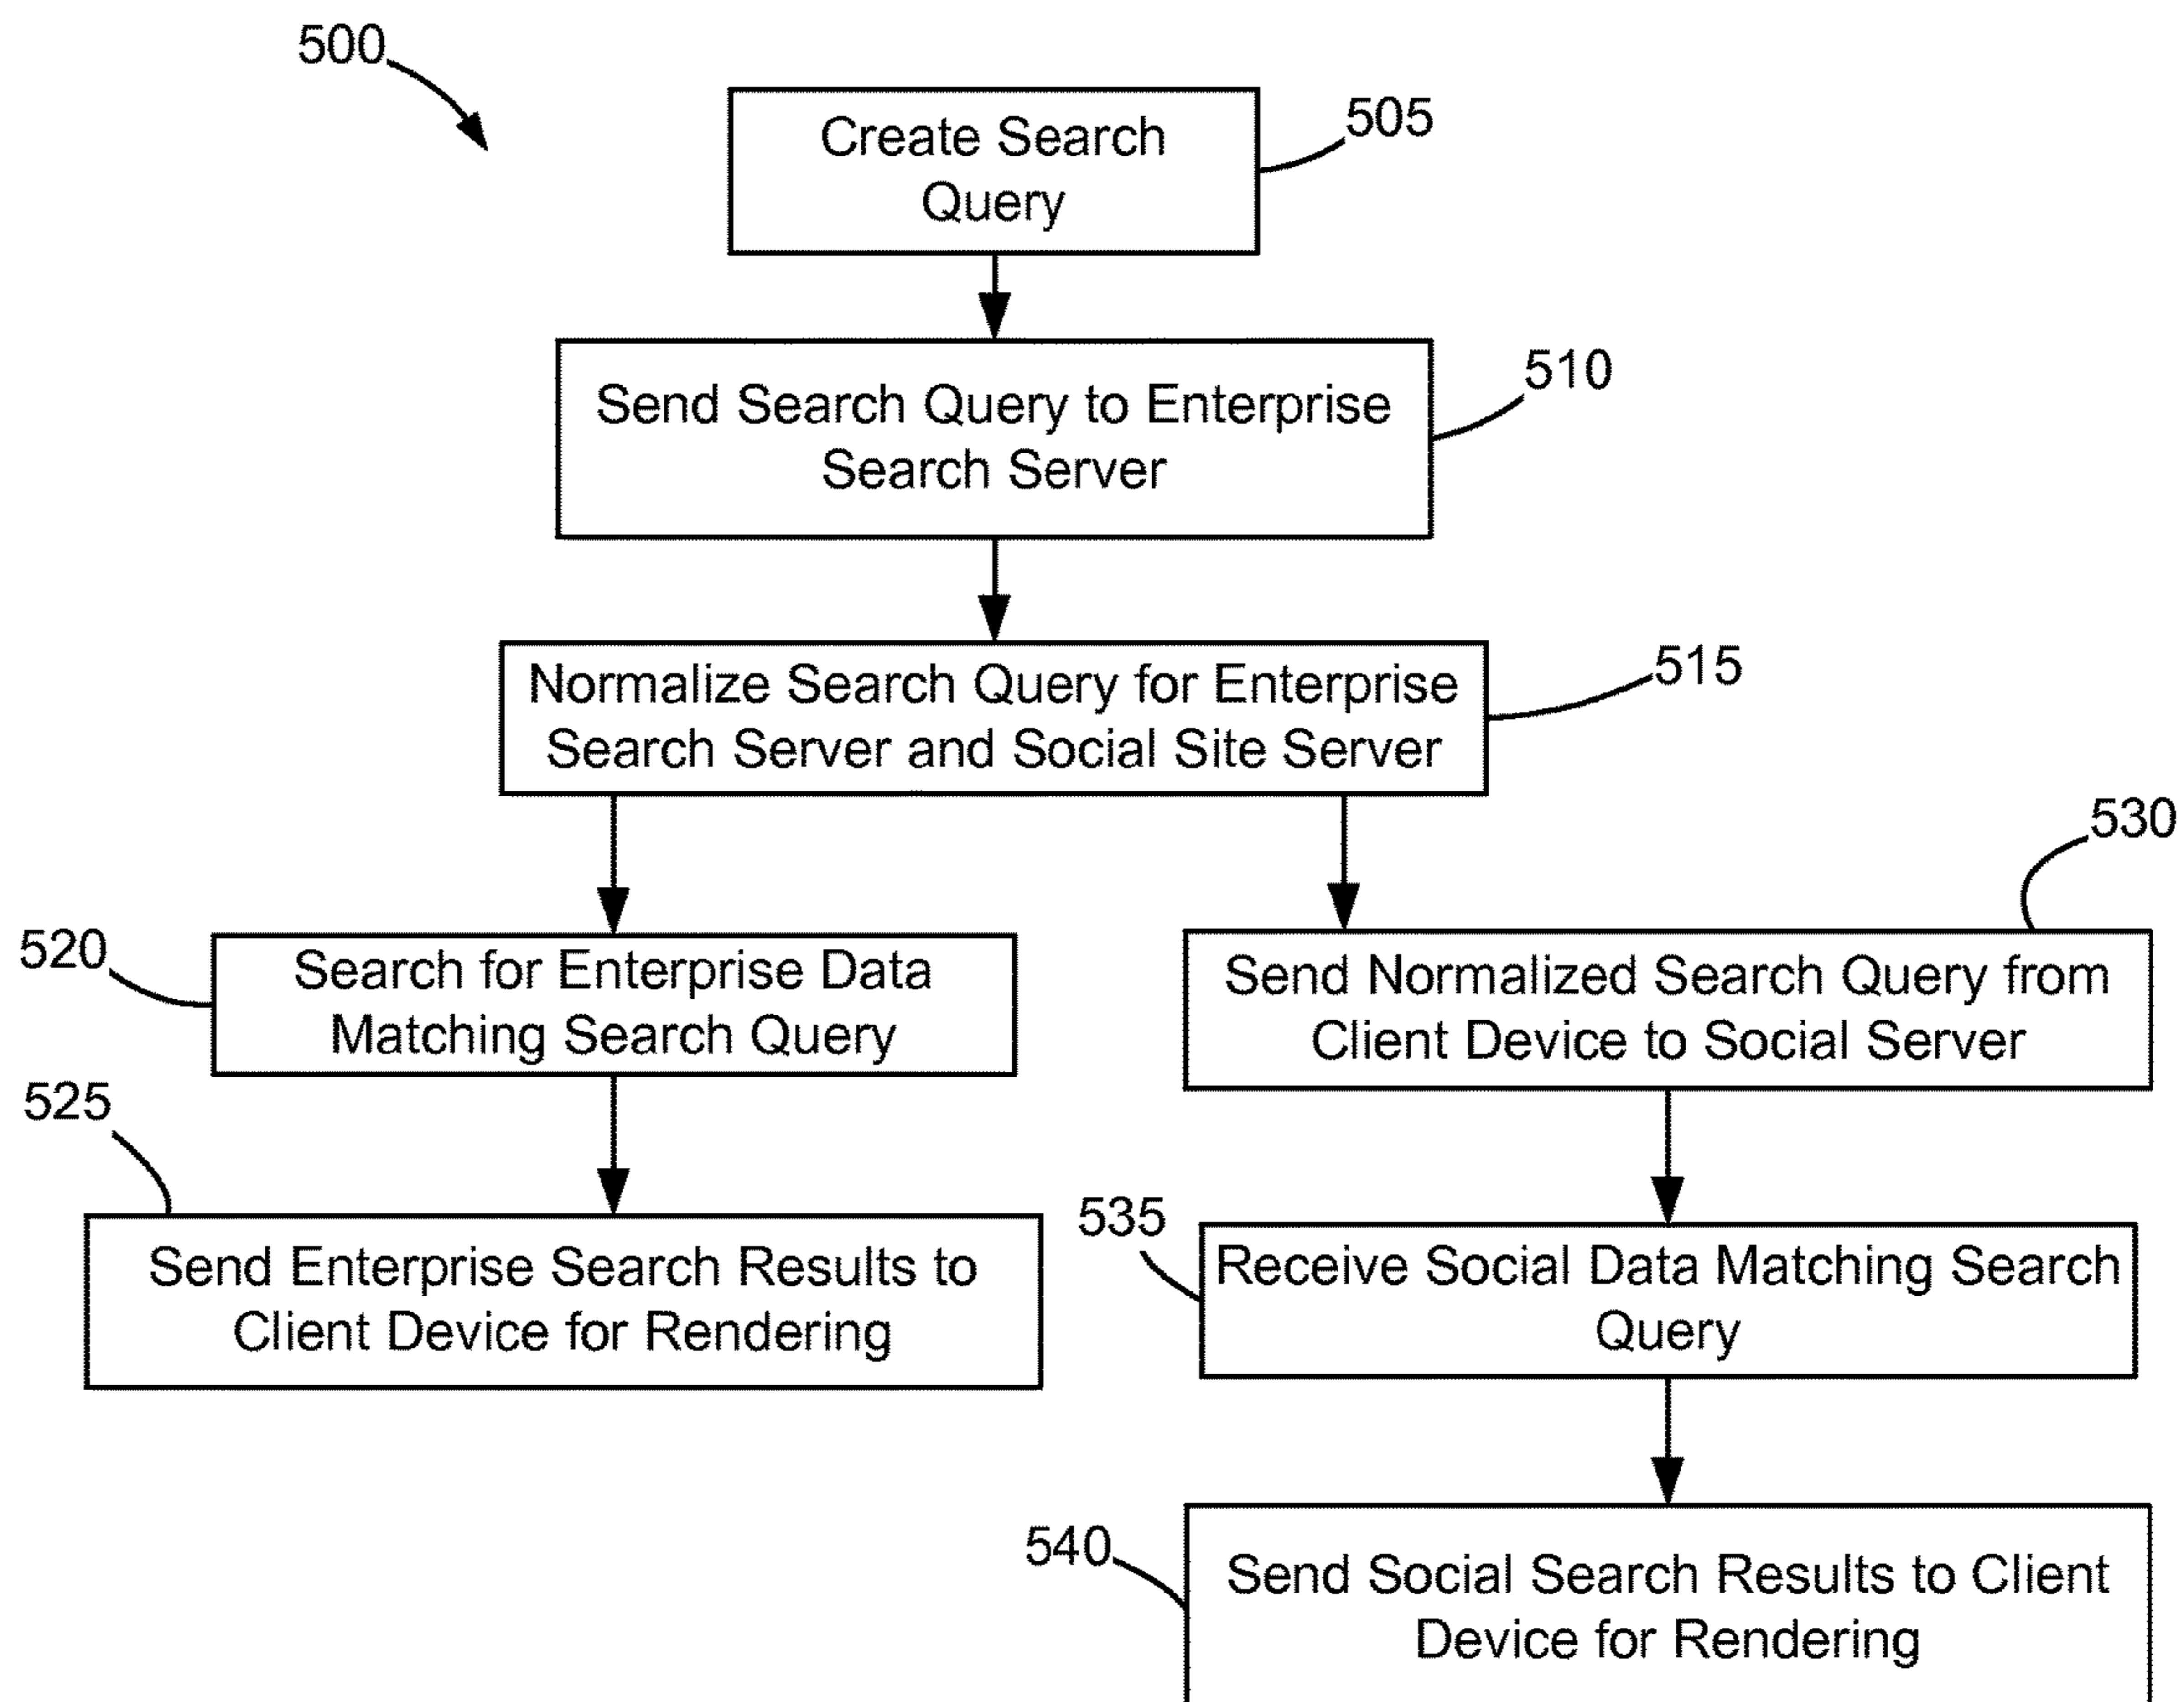 500
Create Search
Query
505
Send Search Query to Enterprise
Search Server
510
Normalize Search Query for Enterprise
Search Server and Social Site Server
515
520
Search for Enterprise Data
Matching Search Query
525
Send Enterprise Search Results to
Client Device for Rendering
530
Send Normalized Search Query from
Client Device to Social Server
535
Receive Social Data Matching Search
Query
540
Send Social Search Results to Client
Device for Rendering